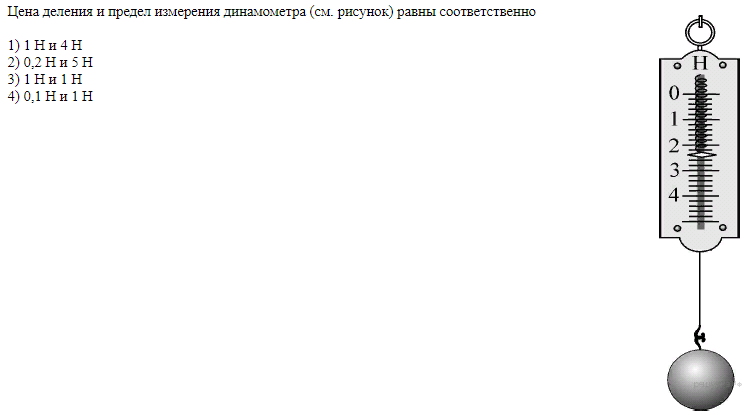 Цена деления и предел измерения динамометра (см. рисунок) равны соответственно
1) 1 Н и 4 Н
2) 0,2 Н и 5 Н
3) 1 Н и 1 Н
4) 0,1 Н и 1 Н
Н
0
1
2
3
4